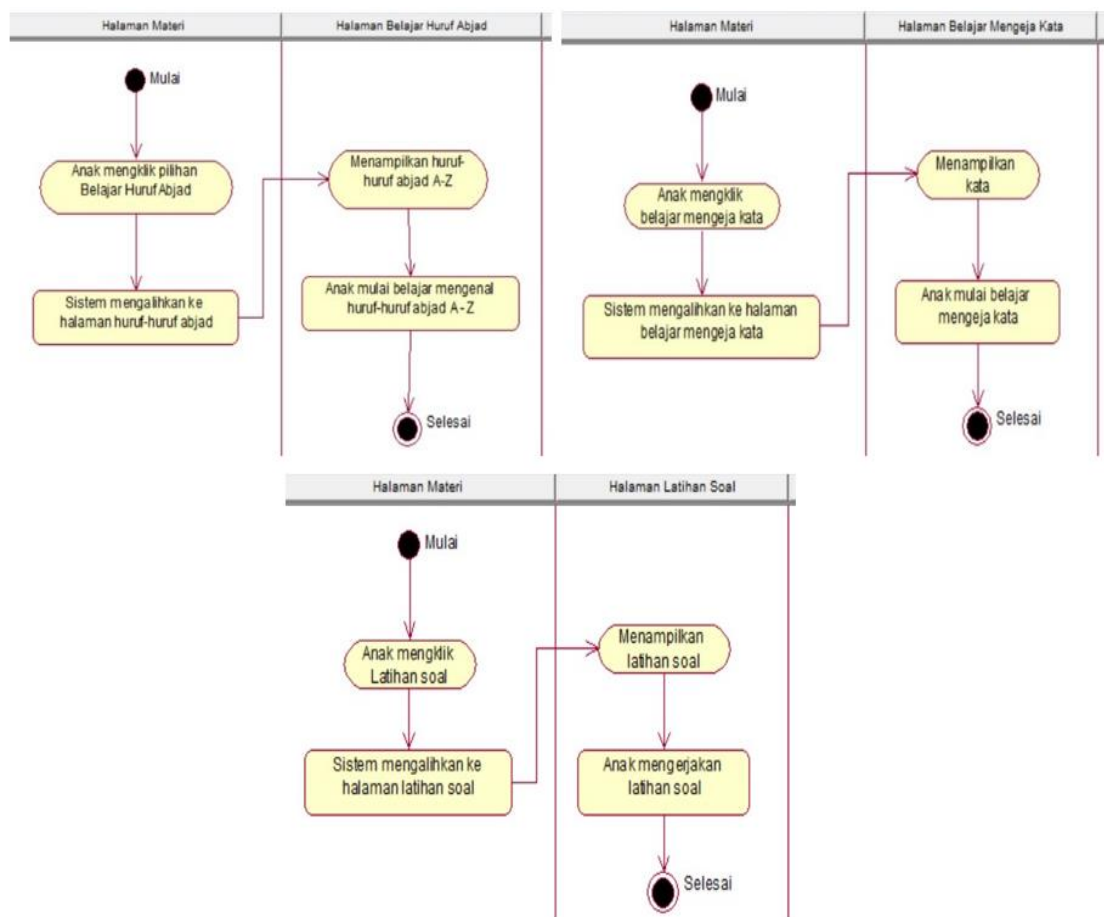 Halaman Materi
Halaman Belajar Huruf Abjad
Mulai
Anak mengklik pilihan
Belajar Huruf Abjad
Sistem mengalihkan ke
halaman huruf-huruf abjad
Menampilkan huruf-
huruf abjad A-Z
Anak mulai belajar mengenal
huruf-huruf abjad A - Z
Selesai
Halaman Materi
Halaman Belajar Mengeja Kata
Mulai
Anak mengklik
belajar mengeja kata
Sistem mengalihkan ke halaman
belajar mengeja kata
Menampilkan
kata
Anak mulai belajar
mengeja kata
Selesai
Halaman Materi
Halaman Latihan Soal
Mulai
Anak mengklik
Latihan soal
Sistem mengalihkan ke
halaman latihan soal
Menampilkan
latihan soal
Anak mengerjakan
latihan soal
Selesai